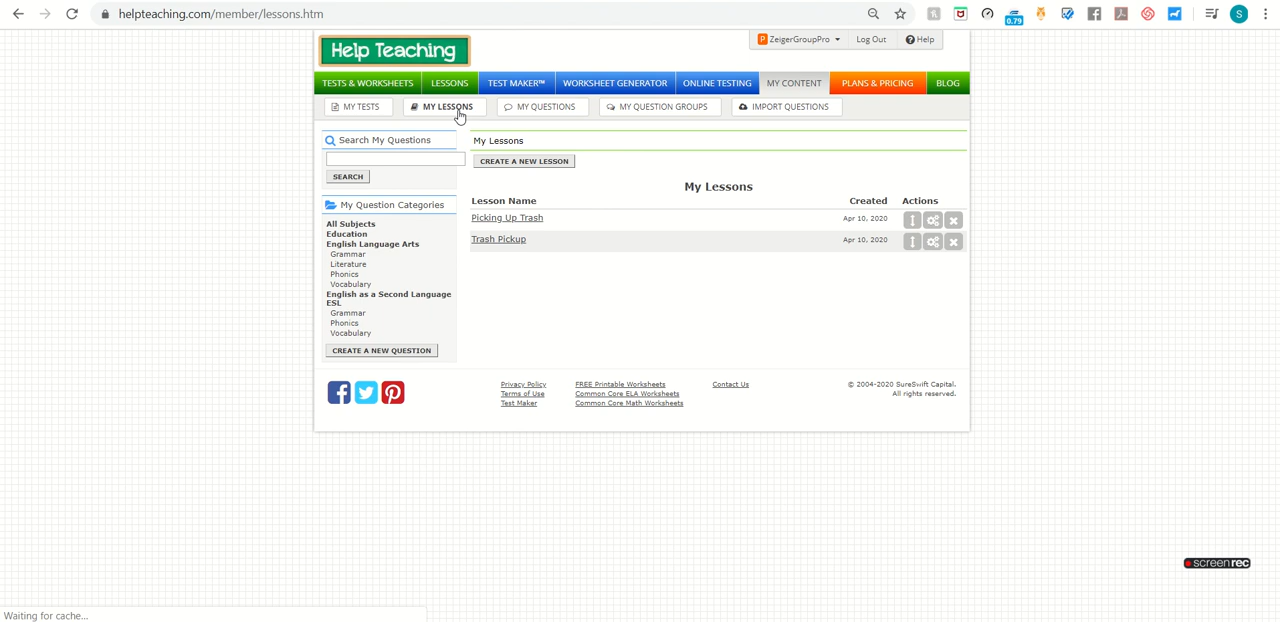 helpteaching.com/member/lessons.htm
0.79
S
Help Teaching
P ZeigerGroupPro
Log Out
Help
TESTS & WORKSHEETS
LESSONS
TEST MAKER™
WORKSHEET GENERATOR
ONLINE TESTING
MY CONTENT
PLANS & PRICING
BLOG
MY TESTS
MY LESSONS
MY QUESTIONS
MY QUESTION GROUPS
IMPORT QUESTIONS
Search My Questions
SEARCH
My Question Categories
All Subjects
Education
English Language Arts
Grammar
Literature
Phonics
Vocabulary
English as a Second Language
ESL
Grammar
Phonics
Vocabulary
CREATE A NEW QUESTION
My Lessons
CREATE A NEW LESSON
My Lessons
Lesson Name Created Actions
Picking Up Trash Apr 10, 2020
Trash Pickup Apr 10, 2020
Privacy Policy
Terms of Use
Test Maker
FREE Printable Worksheets
Common Core ELA Worksheets
Common Core Math Worksheets
Contact Us
© 2004-2020 SureSwift Capital.
All rights reserved.
screenrec
Waiting for cache...